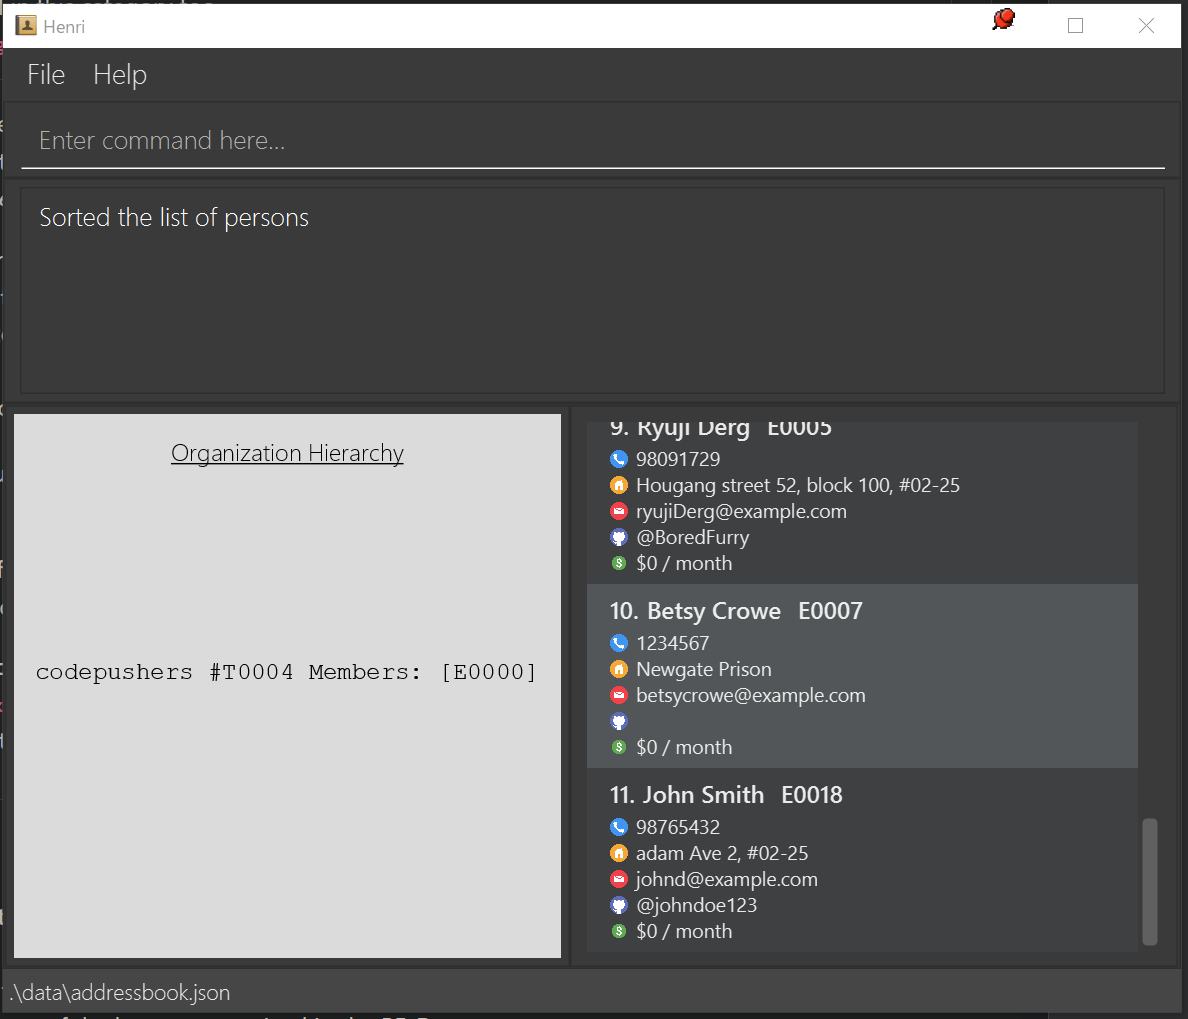 Henri
File Help
Enter command here...
Sorted the list of persons
Organization Hierarchy
codepushers #T0004 Members: [E0000]
9. Ryuji Derg E0005
98091729
Hougang street 52, block 100, #02-25
ryujiDerg@example.com
@BoredFurry
$0 / month
10. Betsy Crowe E0007
1234567
Newgate Prison
betsycrowe@example.com
$0 / month
11. John Smith E0018
98765432
adam Ave 2, #02-25
johnd@example.com
@johndoe123
$0 / month
.\data\addressbook.json